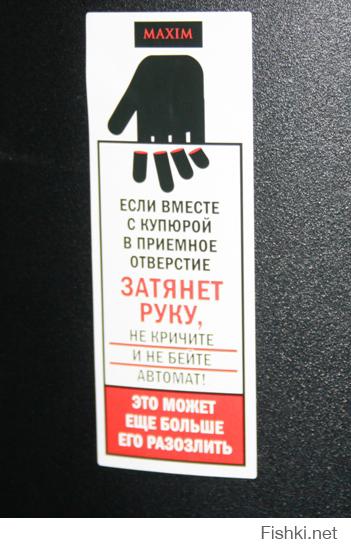 MAXIM
ЕСЛИ ВМЕСТЕ
С КУПЮРОЙ
В ПРИЕМНОЕ
ОТВЕРСТИЕ
ЗАТЯНЕТ
РУКУ,
НЕ КРИЧИТЕ
И НЕ БЕЙТЕ
АВТОМАТ!
ЭТО МОЖЕТ
ЕЩЕ БОЛЬШЕ
ЕГО РАЗОЗЛИТЬ
Fishki.net